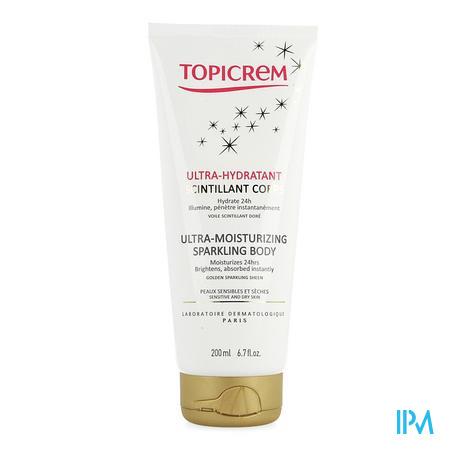 TOPICREM
ULTRA-HYDRATANT
SCINTILLANT CORPS
Hydrate 24h
Illumine, pénètre instantanément
VOILE SCINTILLANT DORÉ
ULTRA-MOISTURIZING
SPARKLING BODY
Moisturizes 24hrs
Brightens, absorbed instantly
GOLDEN SPARKLING SHEEN
PEAUX SENSIBLES ET SÈCHES
SENSITIVE AND DRY SKIN
LABORATOIRE DERMATOLOGIQUE
PARIS
200 ml 6.7 fl.oz.
IPM